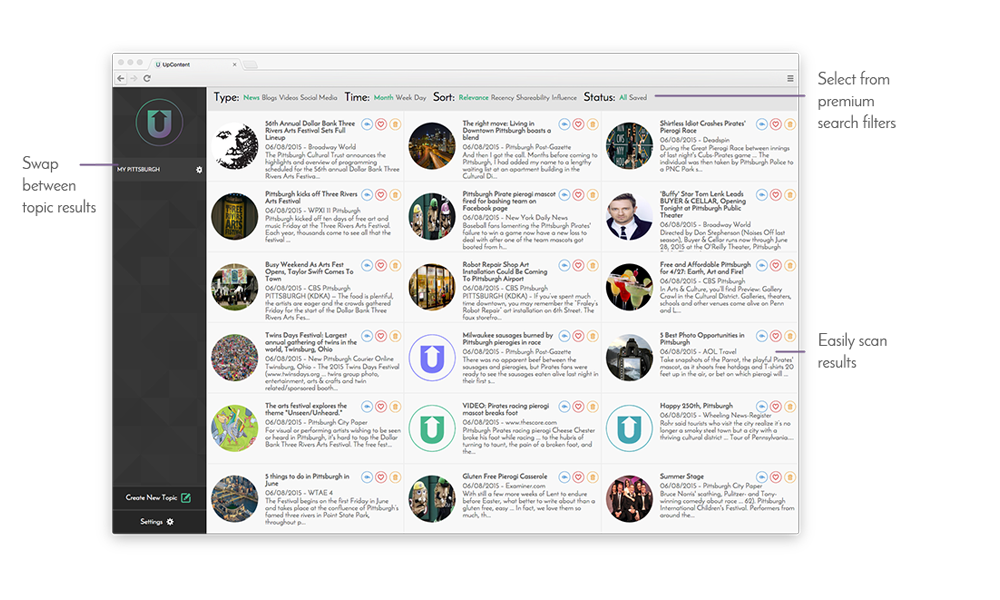 UpContent
Type: News Blogs Videos Social Media Time: Month Week Day Sort: Relevance Recency Shareability Influence Status: All Saved
Select from
premium
search filters
Swap
between
topic results
MY PITTSBURGH
56th Annual Dollar Bank Three
Rivers Arts Festival Sets Full
Lineup
06/08/2015 - Broadway World
The Pittsburgh Cultural Trust announces the
highlights and overview of programming
scheduled for the 56th annual Dollar Bank Three
Rivers Arts Festival
The right move: Living in
Downtown Pittsburgh boasts a
blend
06/08/2015 - Pittsburgh Post-Gazette
And then I got the call. Months before coming to
Pittsburgh, I had added my name to a lengthy
waiting list at an apartment building in the
Cultural Di...
Shirtless Idiot Crashes Pirates'
Pierogi Race
06/08/2015 - Deadspin
During the Great Pierogi Race between innings
of last night's Cubs-Pirates game ... The
individual was then taken by Pittsburgh Police to
a PNC Park s...
Pittsburgh kicks off Three Rivers
Arts Festival
06/08/2015 - WPXI 11 Pittsburgh
Pittsburgh kicked off ten days of free art and
music Friday at the Three Rivers Arts Festival.
Each year, thousands come to see all that the
festival ...
Pittsburgh Pirate pierogi mascot
fired for bashing team on
Facebook page
06/08/2015 - New York Daily News
Baseball fans lamenting the Pittsburgh Pirates'
failure to win a game now have a new loss to
deal with after one of the team mascots got
booted from h...
'Buffy' Star Tom Lenk Leads
BUYER & CELLAR, Opening
Tonight at Pittsburgh Public
Theater
06/08/2015 - Broadway World
Directed by Don Stephenson (Noises Off last
season), Buyer & Cellar runs now through June
28, 2015 at the O'Reilly Theater, Pittsburgh,
Busy Weekend As Arts Fest
Opens, Taylor Swift Comes To
Town
06/08/2015 - CBS Pittsburgh
PITTSBURGH (KDKA) – The food is plentiful,
the artists are eager and the crowds gathered
Friday for the start of the Dollar Bank Three
Rivers Arts Fes...
Robot Repair Shop Art
Installation Could Be Coming
To Pittsburgh Airport
06/08/2015 - CBS Pittsburgh
PITTSBURGH (KDKA) – If you've spent much
time downtown, you may remember the "Fraley's
Robot Repair" art installation on 6th Street. The
faux storefro...
Free and Affordable Pittsburgh
for 4/27: Earth, Art and Fire!
06/08/2015 - CBS Pittsburgh
In Arts & Culture, you'll find Preview. Gallery
Crawl in the Cultural District. Galleries, theaters,
schools and other venues come alive on Penn
and L...
Twins Days Festival: Largest
annual gathering of twins in the
world, Twinsburg, Ohio
06/08/2015 - New Pittsburgh Courier Online
Twinsburg, Ohio – The 2015 Twins Days Festival
(www.twinsdays.org ... twins group photo,
entertainment, arts & crafts and twin
related/sponsored booth...
Milwaukee sausages burned by
Pittsburgh pierogies in race
06/08/2015 - Pittsburgh Post-Gazette
There was no apparent beef between the
sausages and pierogies, but Pirates fans were
ready to see the sausages eaten alive last night in
their first s...
5 Best Photo Opportunities in
Pittsburgh
06/08/2015 - AOL Travel
Take snapshots of the Parrot, the playful Pirates'
mascot, as it shoots free hotdogs and T-shirts 20
feet up in the air, or bet on which pierogi will ...
Easily scan
results
The arts festival explores the
theme "Unseen/Unheard."
06/08/2015 - Pittsburgh City Paper
For visual or performing artists wishing to be seen
or heard in Pittsburgh, it's hard to top the Dollar
Bank Three Rivers Arts Festival. The free fest...
VIDEO: Pirates racing pierogi
mascot breaks foot
06/08/2015 - www.thescore.com
Pittsburgh Pirates racing pierogi Cheese Chester
broke his foot while racing ... to the hubris of
turning to taunt, the pain of a broken foot, and
the...
Happy 250th, Pittsburgh
06/08/2015 - Wheeling News-Register
Rohr said tourists who visit the city realize it's no
longer a smoky steel town but a city with a
thriving cultural district ... Tour of Pennsylvania....
5 things to do in Pittsburgh in
June
06/08/2015 - WTAE 4
The Festival begins on the first Friday in June
and takes place at the confluence of Pittsburgh's
famed three rivers in Point State Park,
throughout p...
Gluten Free Pierogi Casserole
06/08/2015 - Examiner.com
With still a few more weeks of Lent to endure
before Easter, what better to write about than a
gluten free, easy ... In fact, we love them so
much, th...
Summer Stage
06/08/2015 - Pittsburgh City Paper
Bruce Norris' scathing, Pulitzer- and Tony-
winning comedy about race ... 62). Pittsburgh
International Children's Festival. Performers from
around the...
Create New Topic
Settings